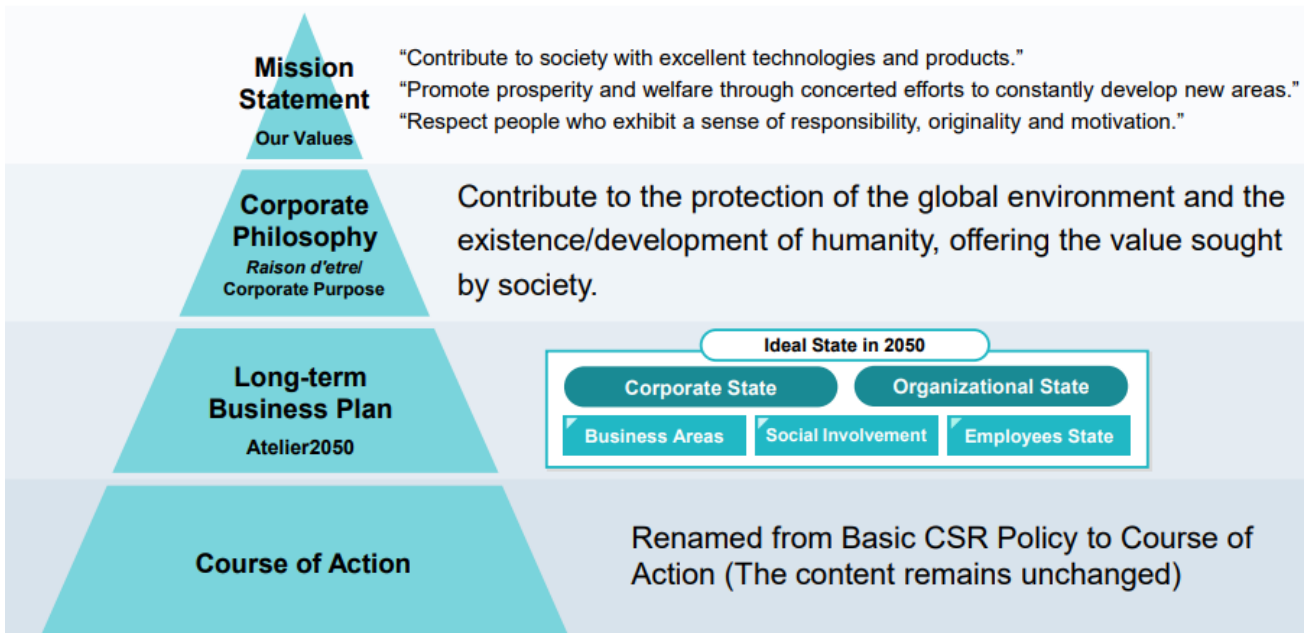 Mission
Statement
Our Values
“Contribute to society with excellent technologies and products.”
“Promote prosperity and welfare through concerted efforts to constantly develop new areas.”
“Respect people who exhibit a sense of responsibility, originality and motivation.”
Corporate
Philosophy
Raison d'etre/
Corporate Purpose
Contribute to the protection of the global environment and the
existence/development of humanity, offering the value sought
by society.
Long-term
Business Plan
Atelier2050
Ideal State in 2050
Corporate State
Organizational State
Business Areas
Social Involvement
Employees State
Course of Action
Renamed from Basic CSR Policy to Course of
Action (The content remains unchanged)